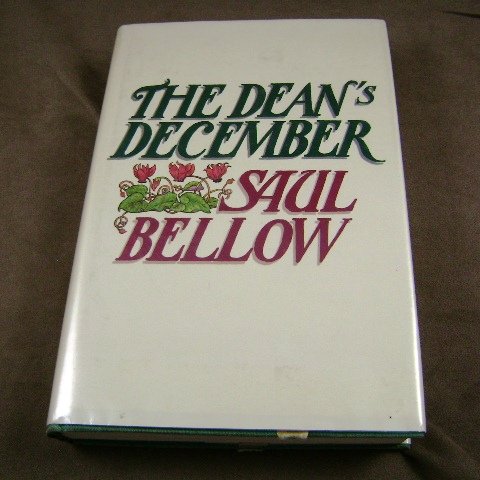 THE DEAN's
DECEMBER
SAUL
BELLOW